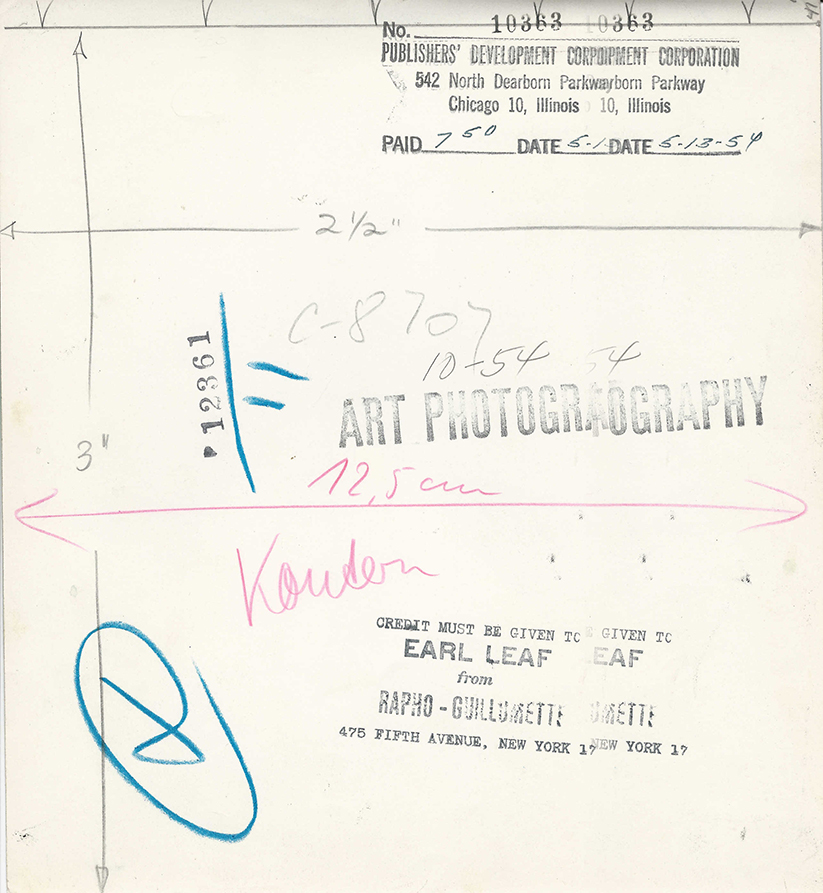 No. 10363 10363
PUBLISHERS' DEVELOPMENT CORPOIPMENT CORPORATION
542 North Dearborn Parkwayborn Parkway
Chicago 10, Illinois 10, Illinois
PAID 7 50 DATE 5-1 DATE 5-13-54
2 1/2"
C-8707
10-54 54
12361
ART PHOTOGRAOGRAPHY
3"
12,5 cm
CREDIT MUST BE GIVEN TO E GIVEN TO
EARL LEAF EAF
from
RAPHO - GUILLUMETTE UMETTE
475 FIFTH AVENUE, NEW YORK 17 NEW YORK 17